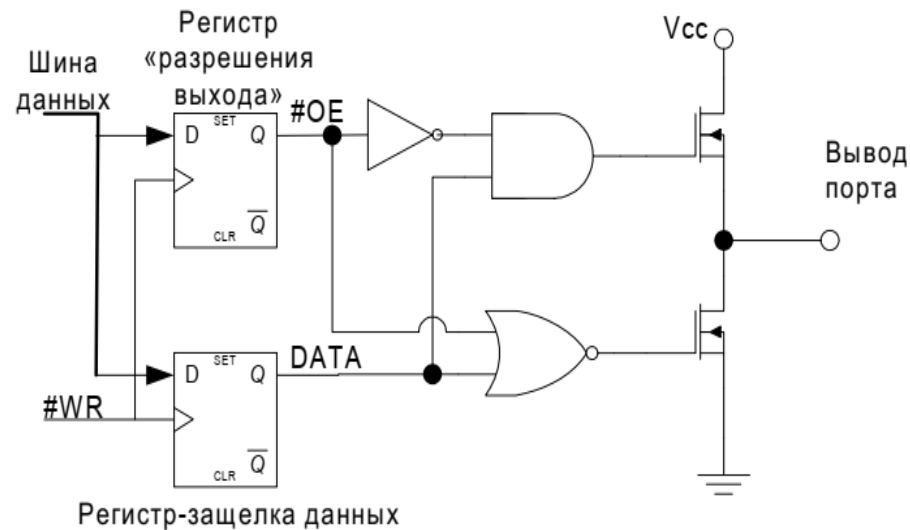 Регистр
«разрешения
выхода»
Шина
данных
#OE
Vcc
D
SET
Q
Q
CLR
Вывод
порта
D
SET
Q
DATA
#WR
Q
CLR
Регистр-защелка данных